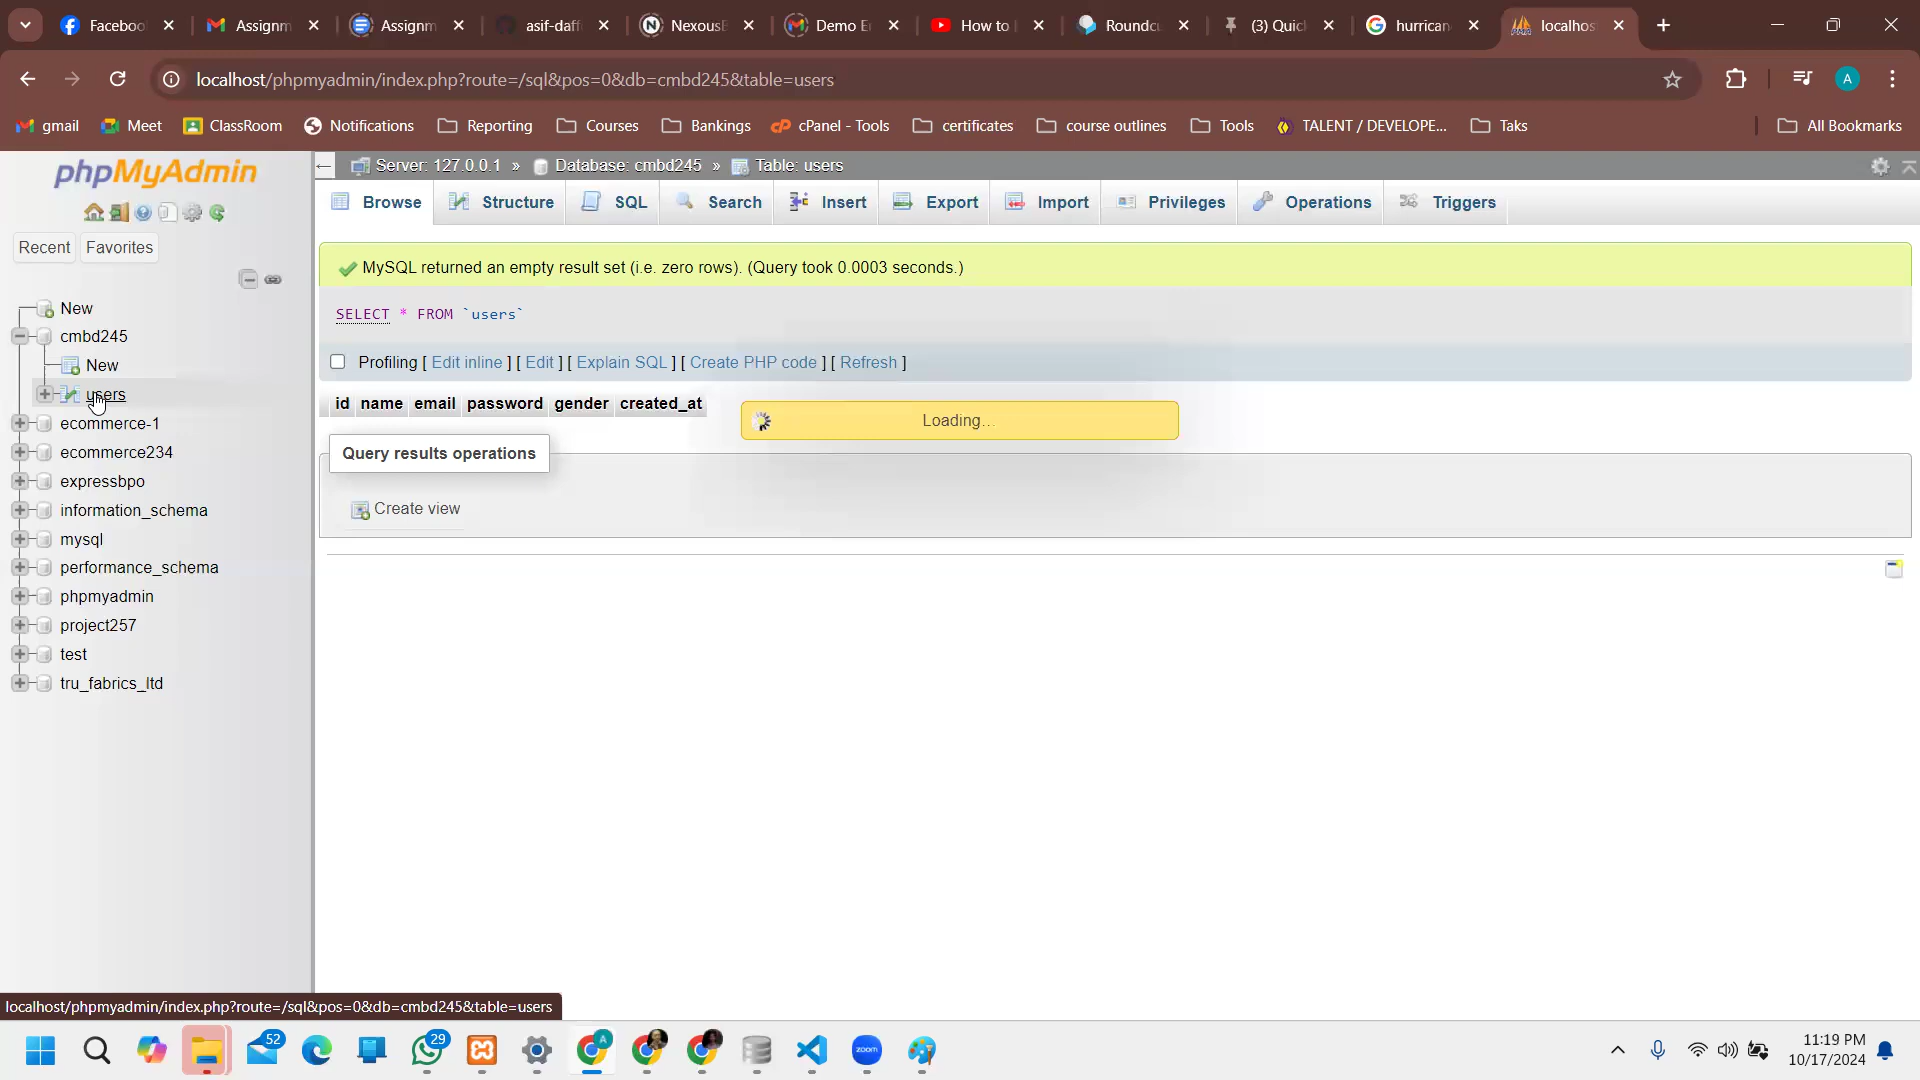 Faceboo
Assignm
Assignm
asif-daff
NexousB
Demo E
How to
Roundcu
(3) Quic
hurrican
localhos
localhost/phpmyadmin/index.php?route=/sql&pos=0&db=cmbd245&table=users
A
gmail
Meet
ClassRoom
Notifications
Reporting
Courses
Bankings
cPanel - Tools
certificates
course outlines
Tools
TALENT / DEVELOPE...
Taks
All Bookmarks
phpMyAdmin
Recent
Favorites
New
cmbd245
New
users
ecommerce-1
ecommerce234
expressbpo
information_schema
mysql
performance_schema
phpmyadmin
project257
test
tru_fabrics_ltd
Server: 127.0.0.1 » Database: cmbd245 » Table: users
Browse
Structure
SQL
Search
Insert
Export
Import
Privileges
Operations
Triggers
MySQL returned an empty result set (i.e. zero rows). (Query took 0.0003 seconds.)
SELECT * FROM `users`
Profiling [ Edit inline ] [ Edit ] [ Explain SQL ] [ Create PHP code ] [ Refresh ]
id name email password gender created_at
Loading…
Query results operations
Create view
localhost/phpmyadmin/index.php?route=/sql&pos=0&db=cmbd245&table=users
52
29
A
zoom
11:19 PM
10/17/2024